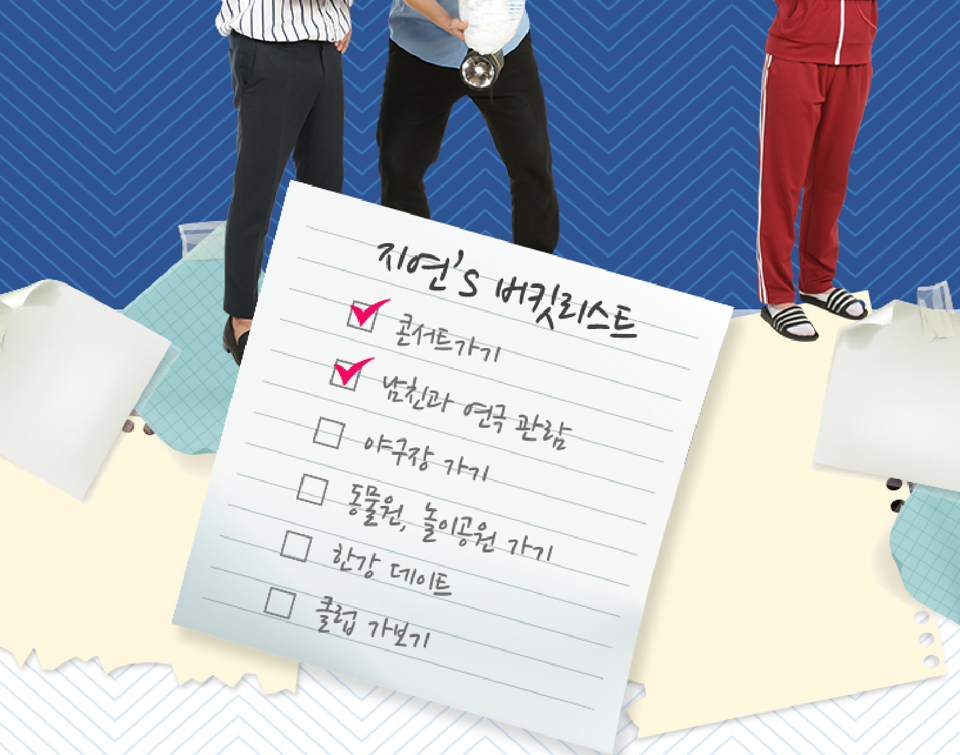 지연's 버킷리스트
콘서트가기
남친과 연극 관람
야구장 가기
동물원, 놀이공원 가기
한강 데이트
클럽 가보기